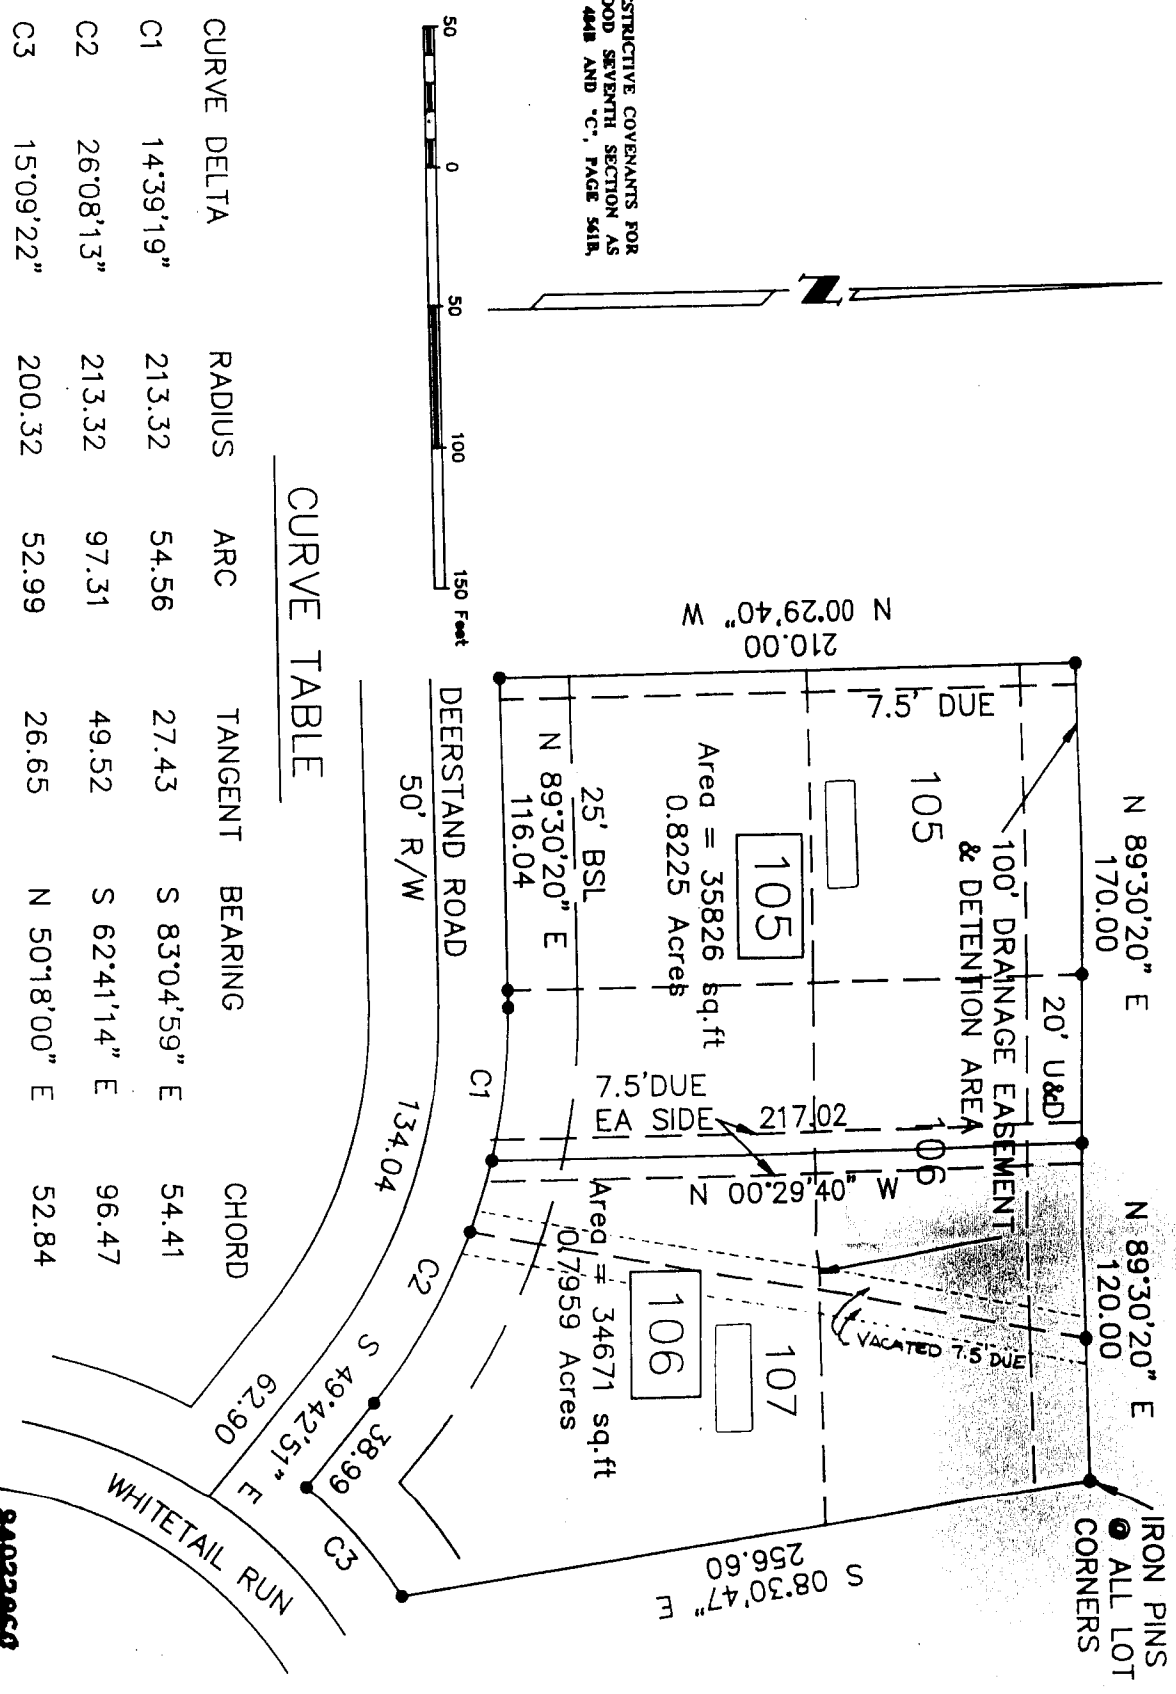 ESTRICTIVE COVENANTS FOR
OOD SEVENTH SECTION AS
484B AND "C", PAGE 561B,
N
N 89°30'20" E
170.00
N 89°30'20" E
120.00
IRON PINS
@ ALL LOT
CORNERS
100' DRAINAGE EASEMENT
& DETENTION AREA
20' U&D
7.5' DUE
N 00°29'40" W
210.00
105
105
Area = 35826 sq.ft
0.8225 Acres
106
217.02
N 00°29'40" W
7.5'DUE
EA SIDE
VACATED 7.5' DUE
107
106
Area = 34671 sq.ft
0.7959 Acres
S 08°30'47" E
256.60
25' BSL
N 89°30'20" E
116.04
C1
C2
38.99
S 49°42'51" E
62.90
C3
134.04
DEERSTAND ROAD
50' R/W
WHITETAIL RUN
50 0 50 100 150 Feet
CURVE TABLE
CURVE DELTA RADIUS ARC TANGENT BEARING CHORD
C1 14°39'19" 213.32 54.56 27.43 S 83°04'59" E 54.41
C2 26°08'13" 213.32 97.31 49.52 S 62°41'14" E 96.47
C3 15°09'22" 200.32 52.99 26.65 N 50°18'00" E 52.84